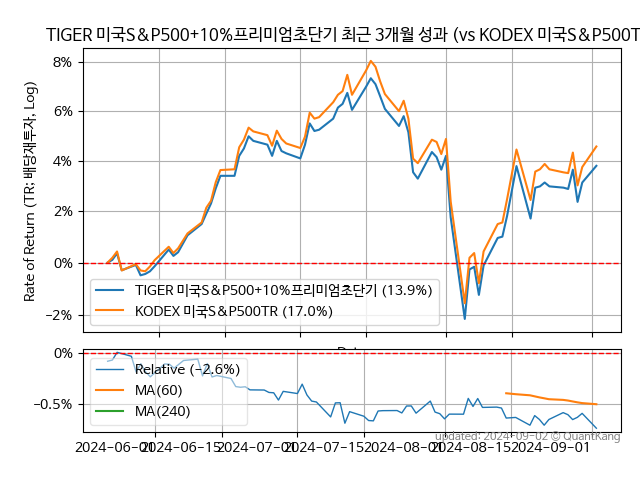 TIGER 미국S&P500+10%프리미엄초단기 최근 3개월 성과 (vs KODEX 미국S&P500T
Rate of Return (TR: 배당재투자, Log)
8%
6%
4%
2%
0%
−2%
TIGER 미국S&P500+10%프리미엄초단기 (13.9%)
KODEX 미국S&P500TR (17.0%)
0%
−0.5%
Relative (−2.6%)
MA(60)
MA(240)
2024-06-01
2024-06-15
2024-07-01
2024-07-15
2024-08-01
2024-08-15
2024-09-01
updated: 2024-09-02 © QuantKang